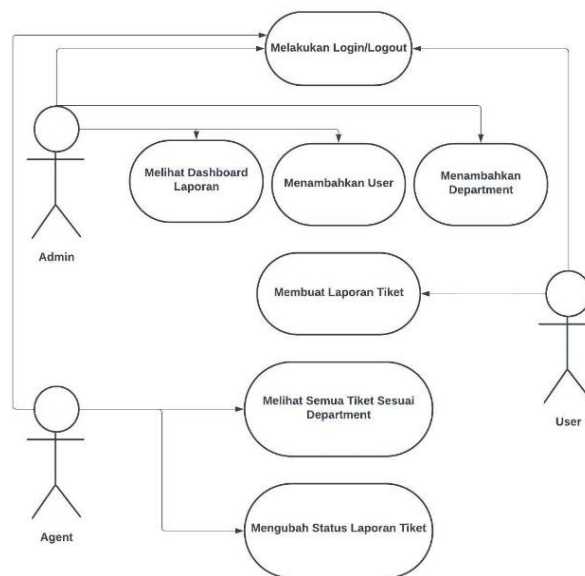 Melakukan Login/Logout
Melihat Dashboard
Laporan
Menambahkan User
Menambahkan
Department
Admin
Membuat Laporan Tiket
Melihat Semua Tiket Sesuai
Department
User
Mengubah Status Laporan Tiket
Agent